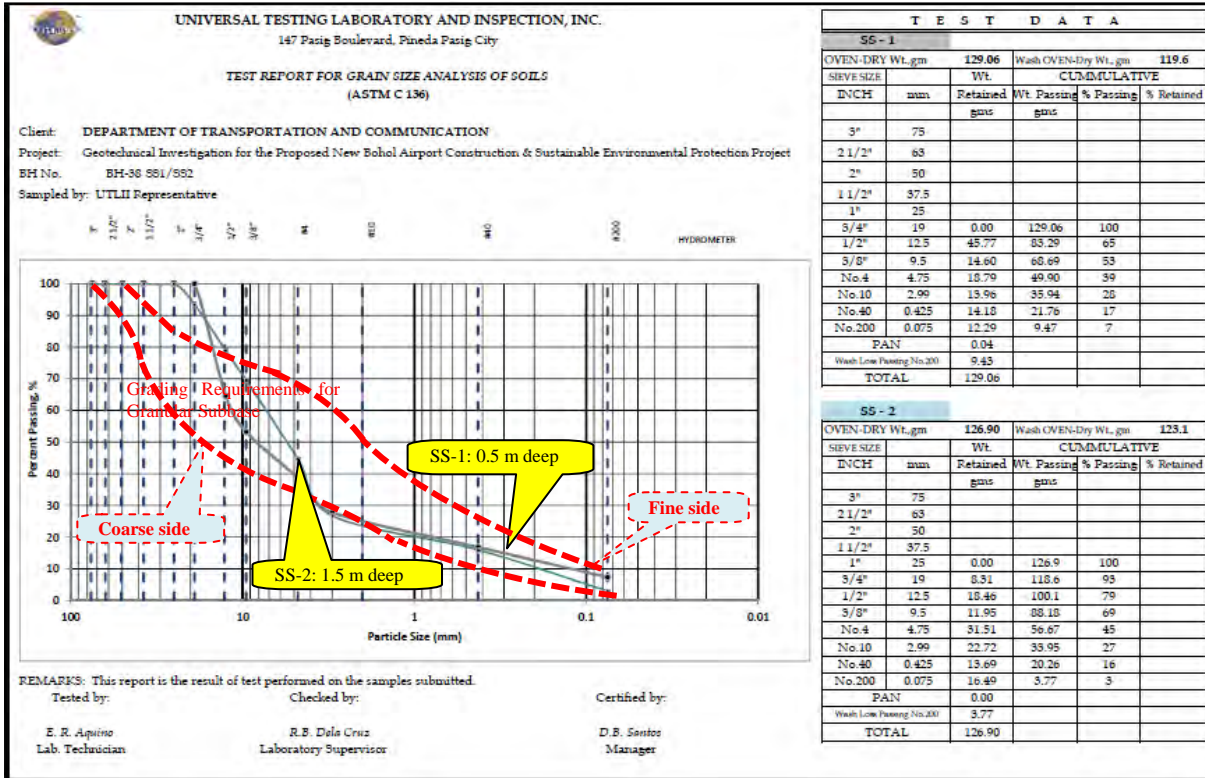 UNIVERSAL TESTING LABORATORY AND INSPECTION, INC.
147 Pasig Boulevard, Pineda Pasig City
TEST REPORT FOR GRAIN SIZE ANALYSIS OF SOILS
(ASTM C 136)
Client: DEPARTMENT OF TRANSPORTATION AND COMMUNICATION
Project: Geotechnical Investigation for the Proposed New Bohol Airport Construction & Sustainable Environmental Protection Project
BH No. BH-38 SS1/SS2
Sampled by: UTLII Representative
3" 2 1/2" 2" 1 1/2" 1" 3/4" 1/2" 3/8" #4 #10 #40 #200 HYDROMETER
Percent Passing, %
100
90
80
70
60
50
40
30
20
10
0
Grading Requirements for
Granular Subbase
SS-1: 0.5 m deep
Coarse side
Fine side
SS-2: 1.5 m deep
100 10 1 0.1 0.01
Particle Size (mm)
REMARKS: This report is the result of test performed on the samples submitted.
Tested by: Checked by: Certified by:
E. R. Aquino R.B. Dela Cruz D.B. Santos
Lab. Technician Laboratory Supervisor Manager
T E S T D A T A
SS - 1
OVEN-DRY Wt.,gm 129.06 Wash OVEN-Dry Wt., gm 119.6
SIEVE SIZE Wt. CUMMULATIVE
INCH mm Retained Wt. Passing % Passing % Retained
gms gms
3" 75
2 1/2" 63
2" 50
1 1/2" 37.5
1" 25
3/4" 19 0.00 129.06 100
1/2" 12.5 45.77 83.29 65
3/8" 9.5 14.60 68.69 53
No.4 4.75 18.79 49.90 39
No.10 2.99 13.96 35.94 28
No.40 0.425 14.18 21.76 17
No.200 0.075 12.29 9.47 7
PAN 0.04
Wash Loss Passing No.200 9.43
TOTAL 129.06
SS - 2
OVEN-DRY Wt.,gm 126.90 Wash OVEN-Dry Wt., gm 123.1
SIEVE SIZE Wt. CUMMULATIVE
INCH mm Retained Wt. Passing % Passing % Retained
gms gms
3" 75
2 1/2" 63
2" 50
1 1/2" 37.5
1" 25 0.00 126.9 100
3/4" 19 8.31 118.6 93
1/2" 12.5 18.46 100.1 79
3/8" 9.5 11.95 88.18 69
No.4 4.75 31.51 56.67 45
No.10 2.99 22.72 33.95 27
No.40 0.425 13.69 20.26 16
No.200 0.075 16.49 3.77 3
PAN 0.00
Wash Loss Passing No.200 3.77
TOTAL 126.90